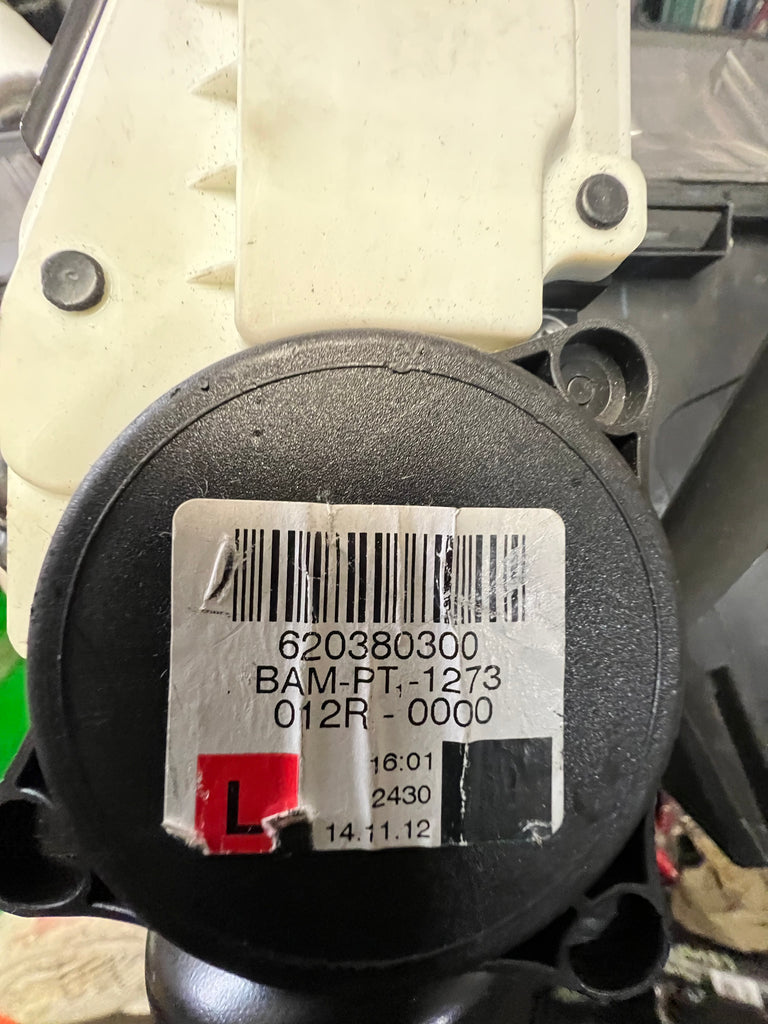 620380300
BAM-PT -1273
012R - 0000
16:01
L
2430
14.11.12